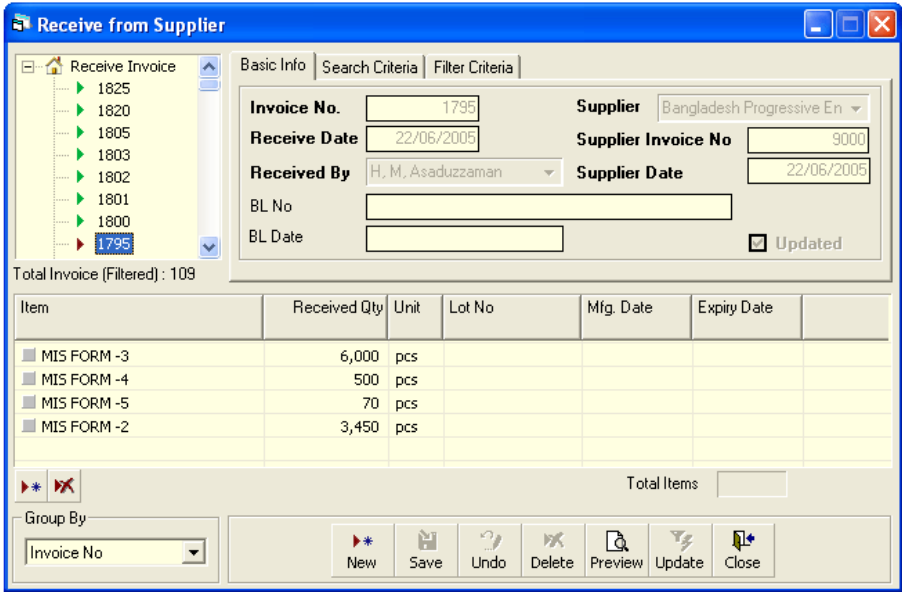 Receive from Supplier
Receive Invoice
1825
1820
1805
1803
1802
1801
1800
1795
Total Invoice (Filtered) : 109
Basic Info Search Criteria Filter Criteria
Invoice No. 1795 Supplier Bangladesh Progressive En
Receive Date 22/06/2005 Supplier Invoice No 9000
Received By H, M, Asaduzzaman Supplier Date 22/06/2005
BL No
BL Date Updated
Item Received Qty Unit Lot No Mfg. Date Expiry Date
MIS FORM -3 6,000 pcs
MIS FORM -4 500 pcs
MIS FORM -5 70 pcs
MIS FORM -2 3,450 pcs
Total Items
Group By
Invoice No
New Save Undo Delete Preview Update Close